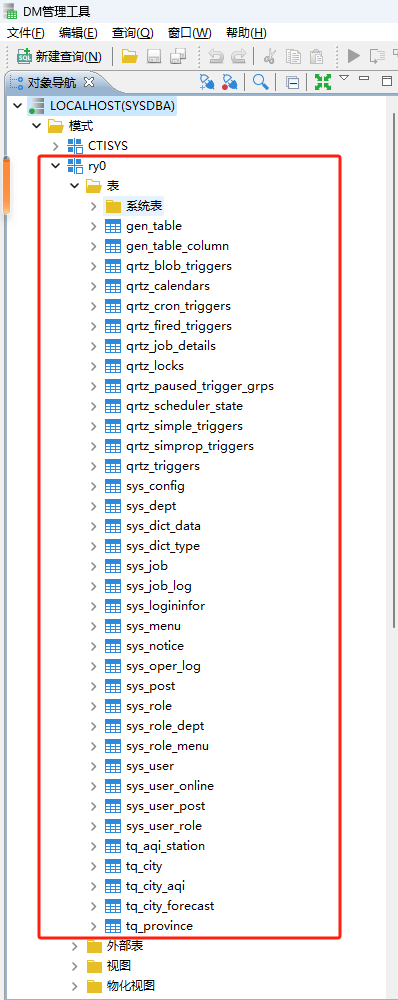 DM管理工具
文件(F) 编辑(E) 查询(Q) 窗口(W) 帮助(H)
SQL 新建查询(N)
对象导航
LOCALHOST(SYSDBA)
模式
CTISYS
ry0
表
系统表
gen_table
gen_table_column
qrtz_blob_triggers
qrtz_calendars
qrtz_cron_triggers
qrtz_fired_triggers
qrtz_job_details
qrtz_locks
qrtz_paused_trigger_grps
qrtz_scheduler_state
qrtz_simple_triggers
qrtz_simprop_triggers
qrtz_triggers
sys_config
sys_dept
sys_dict_data
sys_dict_type
sys_job
sys_job_log
sys_logininfor
sys_menu
sys_notice
sys_oper_log
sys_post
sys_role
sys_role_dept
sys_role_menu
sys_user
sys_user_online
sys_user_post
sys_user_role
tq_aqi_station
tq_city
tq_city_aqi
tq_city_forecast
tq_province
外部表
视图
物化视图